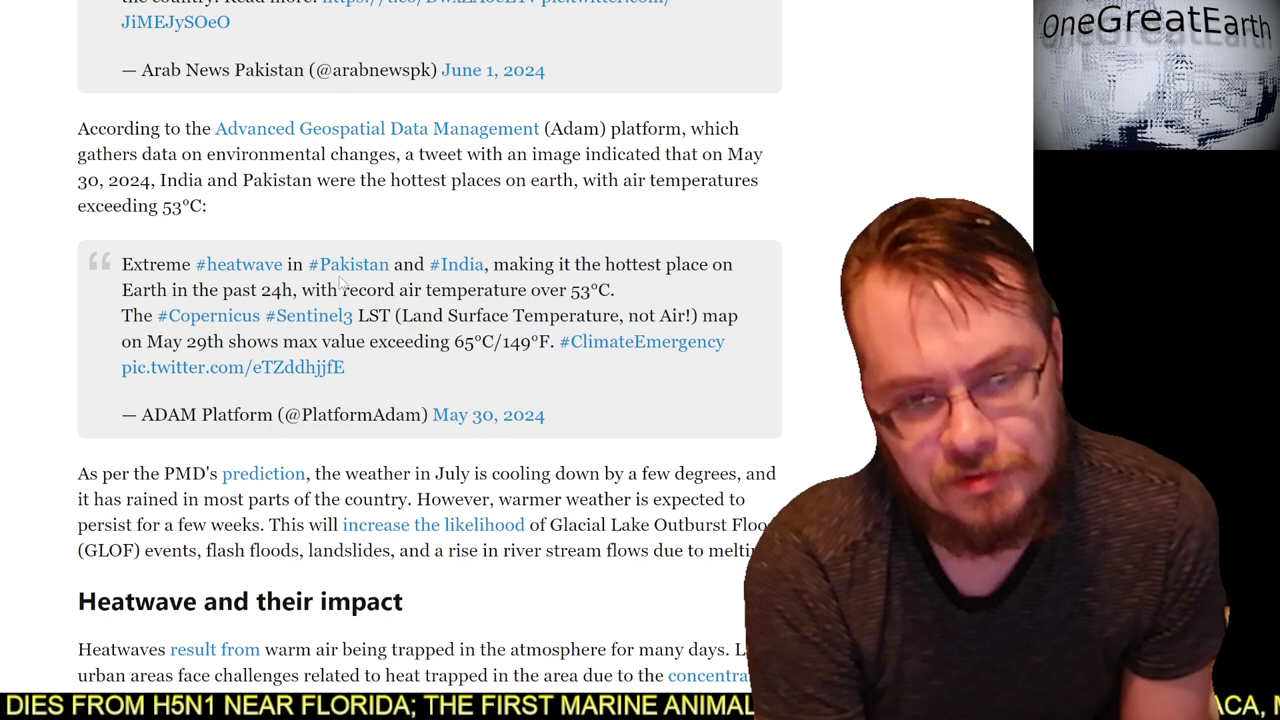 JiMEJySOeO
— Arab News Pakistan (@arabnewspk) June 1, 2024
According to the Advanced Geospatial Data Management (Adam) platform, which
gathers data on environmental changes, a tweet with an image indicated that on May
30, 2024, India and Pakistan were the hottest places on earth, with air temperatures
exceeding 53°C:
Extreme #heatwave in #Pakistan and #India, making it the hottest place on
Earth in the past 24h, with record air temperature over 53°C.
The #Copernicus #Sentinel3 LST (Land Surface Temperature, not Air!) map
on May 29th shows max value exceeding 65°C/149°F. #ClimateEmergency
pic.twitter.com/eTZddhjjfE
— ADAM Platform (@PlatformAdam) May 30, 2024
As per the PMD's prediction, the weather in July is cooling down by a few degrees, and
it has rained in most parts of the country. However, warmer weather is expected to
persist for a few weeks. This will increase the likelihood of Glacial Lake Outburst Floo
(GLOF) events, flash floods, landslides, and a rise in river stream flows due to melti
Heatwave and their impact
Heatwaves result from warm air being trapped in the atmosphere for many days. L
urban areas face challenges related to heat trapped in the area due to the concentra
OneGreatEarth
DIES FROM H5N1 NEAR FLORIDA; THE FIRST MARINE ANIMAL ACA,